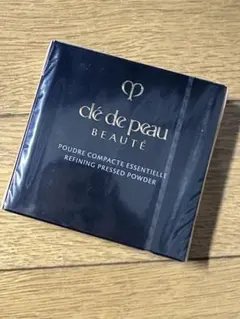 clé de peau
BEAUTÉ
POUDRE COMPACTE ESSENTIELLE
REFINING PRESSED POWDER